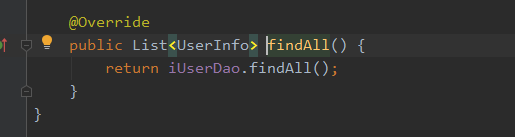 @Override
public List<UserInfo> findAll() {
return iUserDao.findAll();
}
}